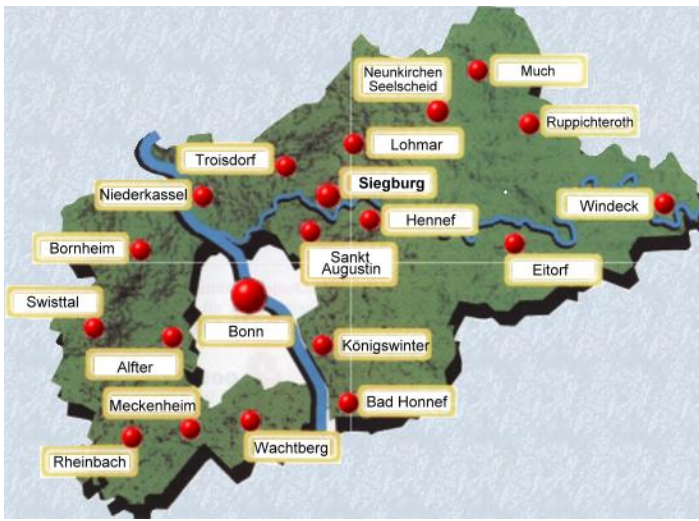 Neunkirchen
Seelscheid
Much
Ruppichteroth
Lohmar
Troisdorf
Siegburg
Niederkassel
Windeck
Hennef
Bornheim
Sankt
Augustin
Eitorf
Swisttal
Bonn
Königswinter
Alfter
Meckenheim
Bad Honnef
Wachtberg
Rheinbach